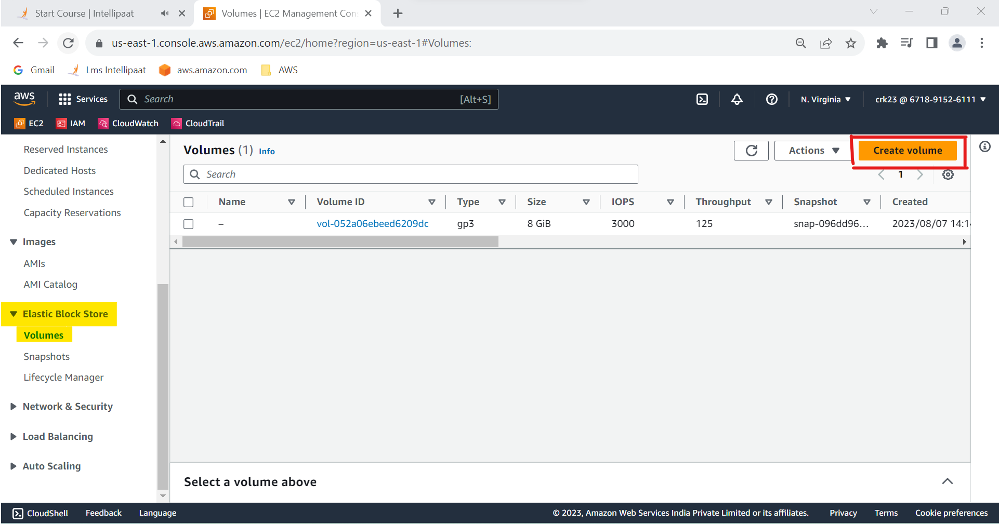 Start Course | Intellipaat
Volumes | EC2 Management Con
us-east-1.console.aws.amazon.com/ec2/home?region=us-east-1#Volumes:
Gmail Lms Intellipaat aws.amazon.com AWS
aws Services Search [Alt+S] N. Virginia crk23 @ 6718-9152-6111
EC2 IAM CloudWatch CloudTrail
Reserved Instances
Dedicated Hosts
Scheduled Instances
Capacity Reservations
Images
AMIs
AMI Catalog
Elastic Block Store
Volumes
Snapshots
Lifecycle Manager
Network & Security
Load Balancing
Auto Scaling
Volumes (1) Info
Actions Create volume
Search
1
Name Volume ID Type Size IOPS Throughput Snapshot Created
– vol-052a06ebeed6209dc gp3 8 GiB 3000 125 snap-096dd96... 2023/08/07 14:14
Select a volume above
CloudShell Feedback Language © 2023, Amazon Web Services India Private Limited or its affiliates. Privacy Terms Cookie preferences